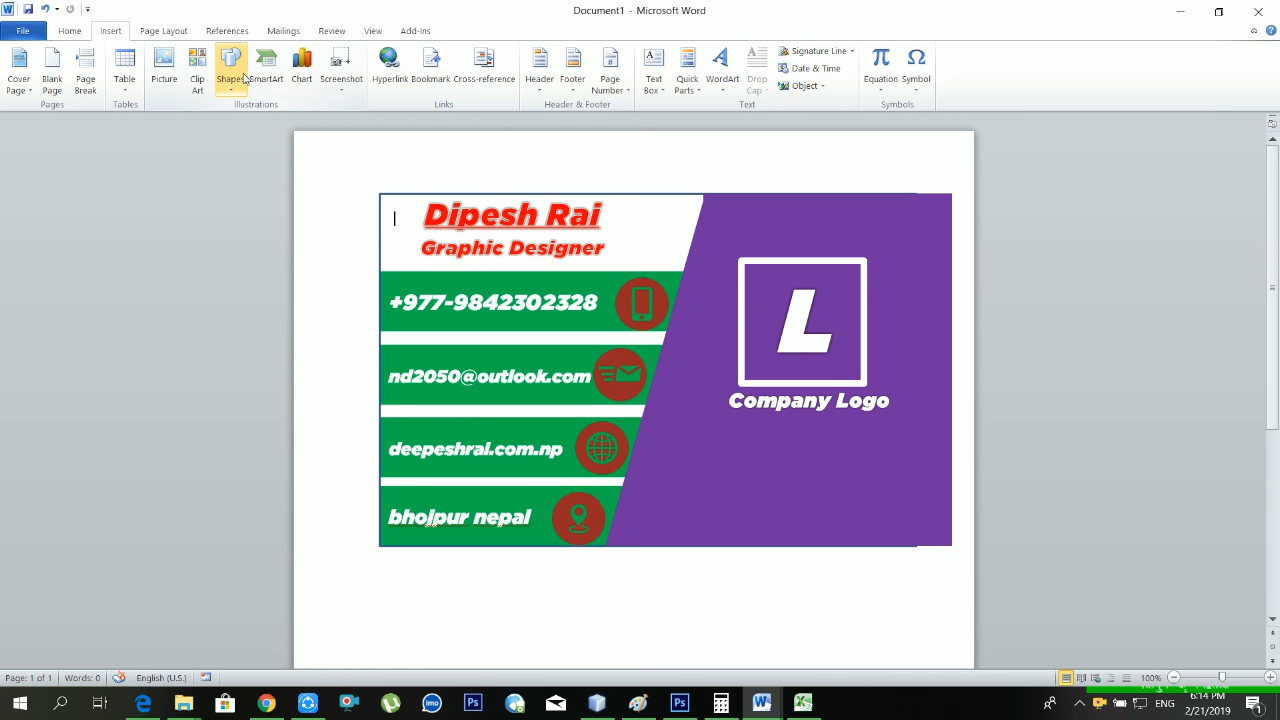 Document1 - Microsoft Word
File Home Insert Page Layout References Mailings Review View Add-Ins
Cover Page Blank Page Page Break Table Picture Clip Art Shapes SmartArt Chart Screenshot Hyperlink Bookmark Cross-reference Header Footer Page Number Text Box Quick Parts WordArt Drop Cap Signature Line Date & Time Object Equation Symbol
Pages Tables Illustrations Links Header & Footer Text Symbols
Dipesh Rai
Graphic Designer
+977-9842302328
nd2050@outlook.com
deepeshrai.com.np
bhojpur nepal
L
Company Logo
Page: 1 of 1 Words: 0 English (U.S.) 100%
ENG
6:14 PM
2/21/2019